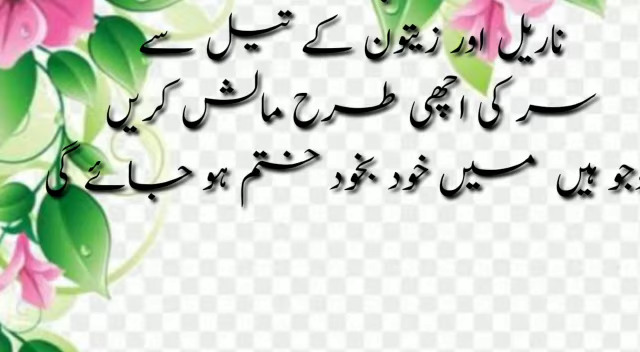 ناریل اور زیتون کے تیل سے
سر کی اچھی طرح مالش کریں
جو ہیں میں خود بخود ختم ہو جائے گی